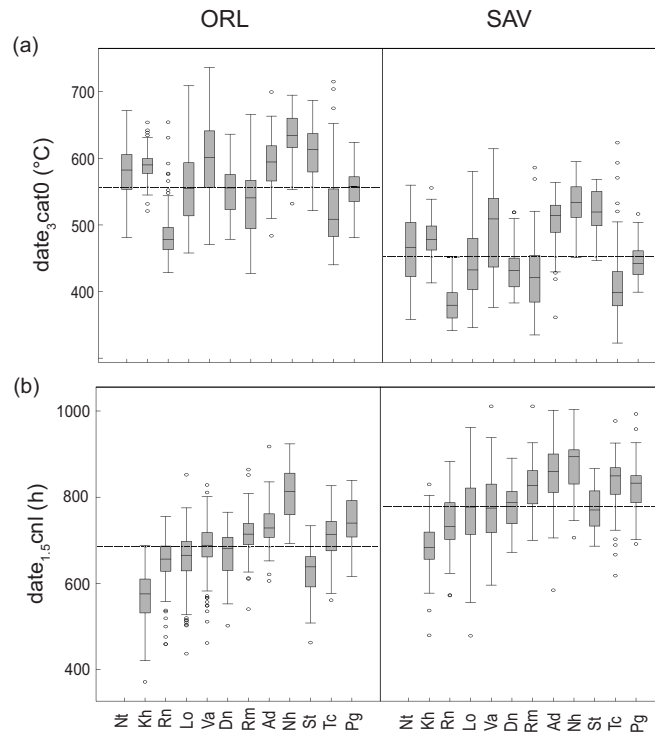 ORL SAV
(a)
date3cat0 (°C)
700
600
500
400
(b)
date1.5cnl (h)
1000
800
600
400
Nt Kh Rn Lo Va Dn Rm Ad Nh St Tc Pg Nt Kh Rn Lo Va Dn Rm Ad Nh St Tc Pg